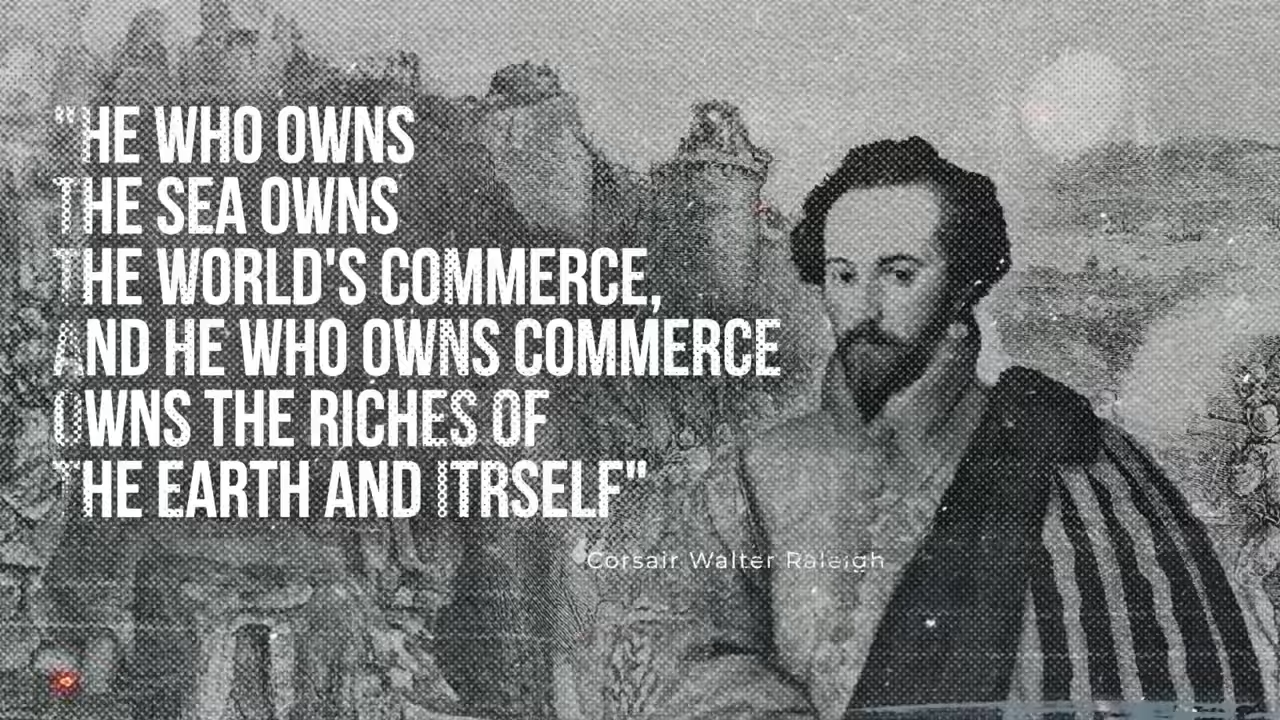 "HE WHO OWNS
THE SEA OWNS
THE WORLD'S COMMERCE,
AND HE WHO OWNS COMMERCE
OWNS THE RICHES OF
THE EARTH AND ITRSELF"
Corsair Walter Raleigh